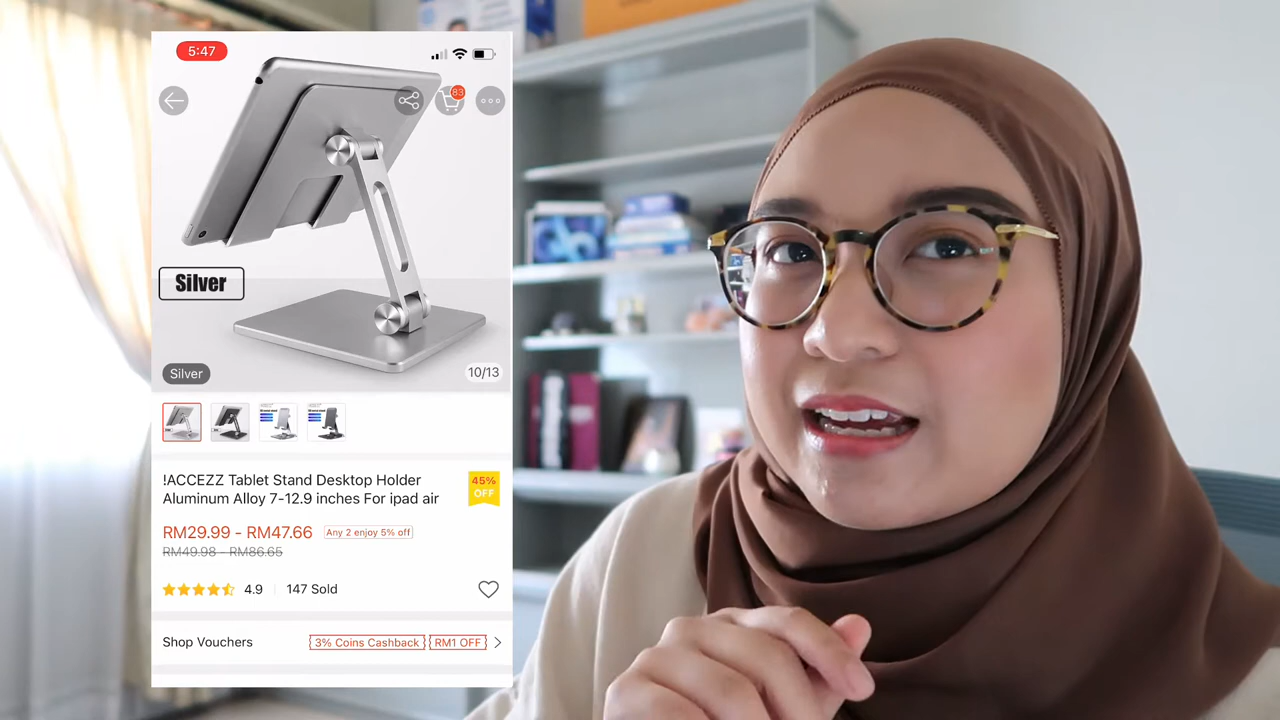 5:47
83
Silver
Silver
10/13
!ACCEZZ Tablet Stand Desktop Holder
Aluminum Alloy 7-12.9 inches For ipad air
45%
OFF
RM29.99 - RM47.66
Any 2 enjoy 5% off
RM49.98 - RM86.65
4.9
147 Sold
Shop Vouchers
3% Coins Cashback
RM1 OFF